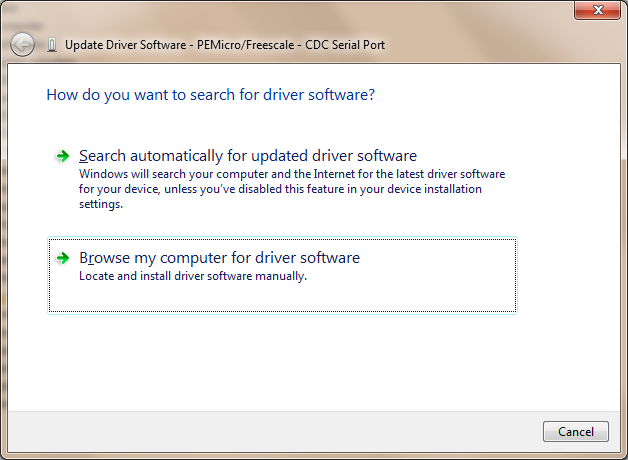 Update Driver Software - PEMicro/Freescale - CDC Serial Port
How do you want to search for driver software?
Search automatically for updated driver software
Windows will search your computer and the Internet for the latest driver software
for your device, unless you've disabled this feature in your device installation
settings.
Browse my computer for driver software
Locate and install driver software manually.
Cancel